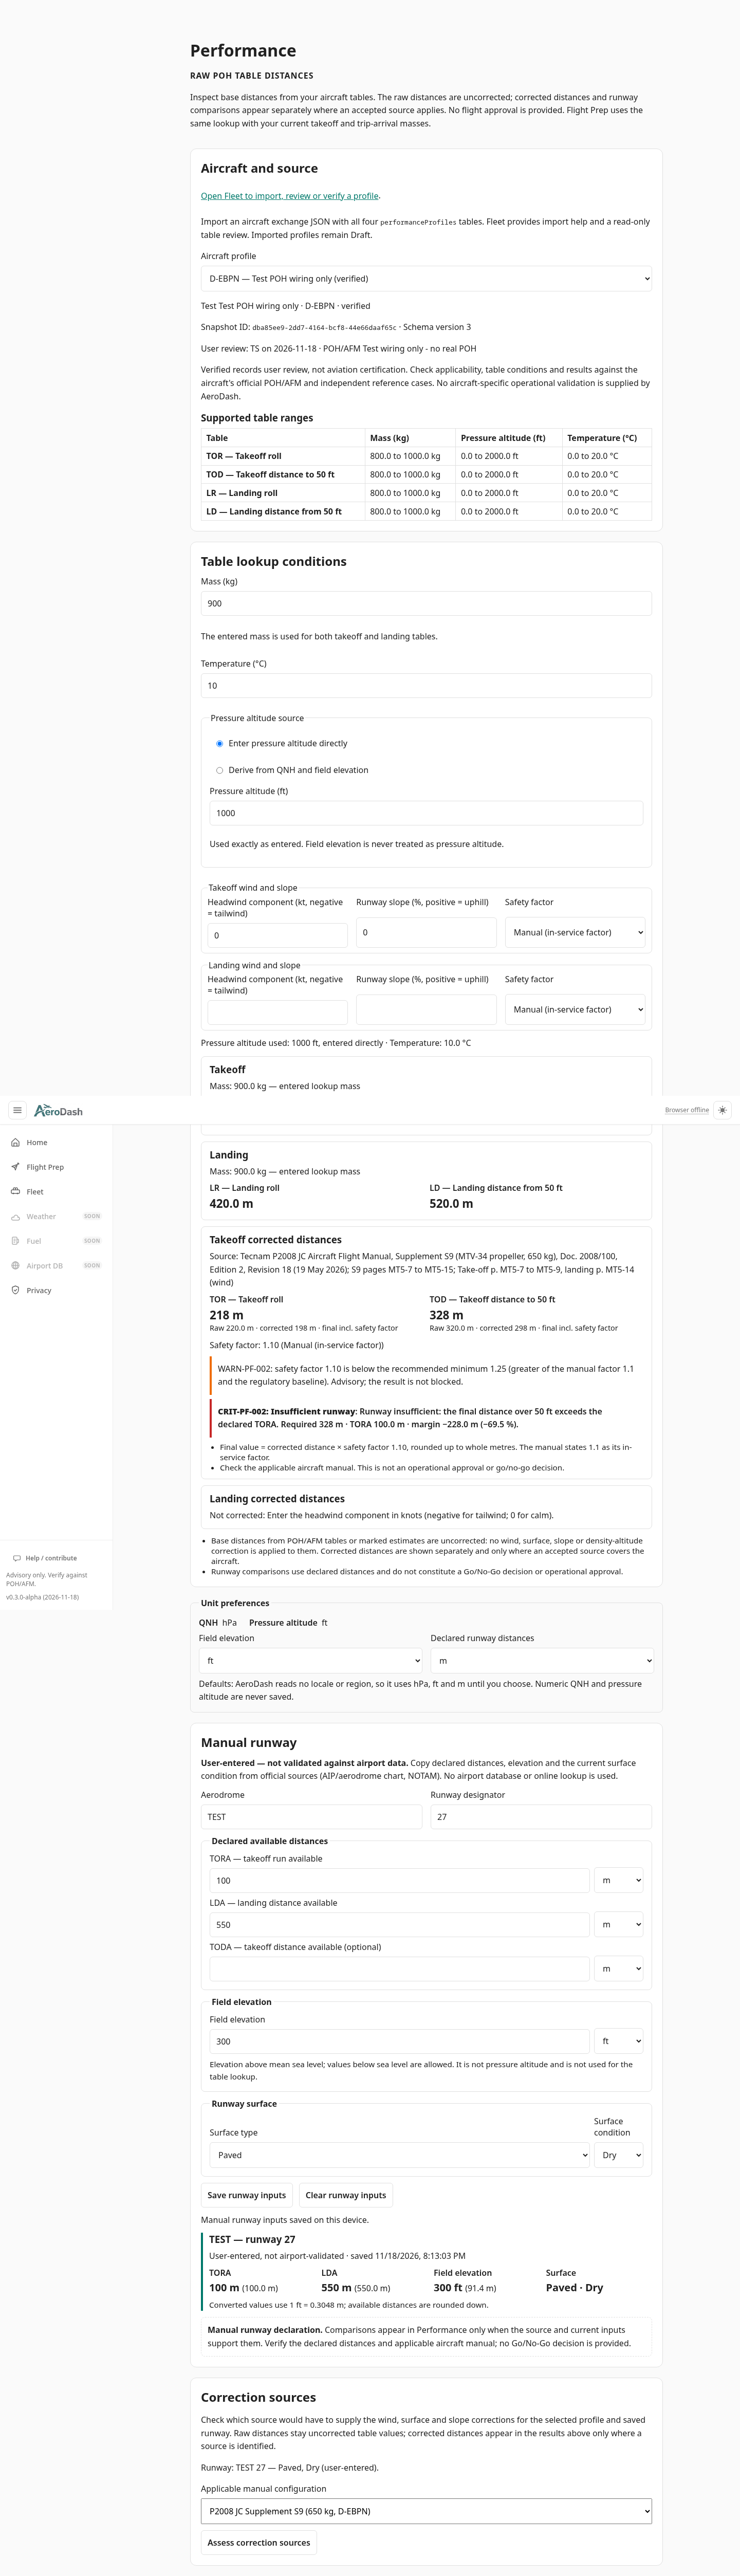 Performance
RAW POH TABLE DISTANCES
Inspect base distances from your aircraft tables. The raw data are uncorrected; corrected distances and runway
comparisons appear separately where an accepted source applies. No flight approval is provided. Flight Prep uses the
same lookup with your current takeoff and trip-arrival masses.
Aircraft and source
Open Fleet to import, review or verify a profile.
Import an aircraft exchange JSON with all four performanceProfiles tables. Fleet provides import help and a read-only
table review. Imported profiles remain Draft.
Aircraft profile
D-EBPN — Test POH wiring only (verified)
Test Test POH wiring only · D-EBPN · verified
Snapshot ID: dba85ee9-2dd7-4164-bcf8-44e66daaf65c · Schema version 3
User review: TS on 2026-11-18 · POH/AFM Test wiring only - no real POH
Verified records user review, not aviation certification. Check applicability, table conditions and results against the
aircraft's official POH/AFM and independent reference cases. No aircraft-specific operational validation is supplied by
AeroDash.
Supported table ranges
Table Mass (kg) Pressure altitude (ft) Temperature (°C)
TOR — Takeoff roll 800.0 to 1000.0 kg 0.0 to 2000.0 ft 0.0 to 20.0 °C
TOD — Takeoff distance to 50 ft 800.0 to 1000.0 kg 0.0 to 2000.0 ft 0.0 to 20.0 °C
LR — Landing roll 800.0 to 1000.0 kg 0.0 to 2000.0 ft 0.0 to 20.0 °C
LD — Landing distance from 50 ft 800.0 to 1000.0 kg 0.0 to 2000.0 ft 0.0 to 20.0 °C
Table lookup conditions
Mass (kg)
900
The entered mass is used for both takeoff and landing tables.
Temperature (°C)
10
Pressure altitude source
Enter pressure altitude directly
Derive from QNH and field elevation
Pressure altitude (ft)
1000
Used exactly as entered. Field elevation is never treated as pressure altitude.
Takeoff wind and slope
Headwind component (kt, negative
= tailwind)
Runway slope (%, positive = uphill)
Safety factor
0
0
Manual (in-service factor)
Landing wind and slope
Headwind component (kt, negative
= tailwind)
Runway slope (%, positive = uphill)
Safety factor
Manual (in-service factor)
Pressure altitude used: 1000 ft, entered directly · Temperature: 10.0 °C
Takeoff
Mass: 900.0 kg — entered lookup mass
AeroDash
Browser offline
Home
Flight Prep
Fleet
Weather SOON
Fuel SOON
Airport DB SOON
Privacy
Help / contribute
Advisory only. Verify against
POH/AFM.
v0.3.0-alpha (2026-11-18)
Landing
Mass: 900.0 kg — entered lookup mass
LR — Landing roll LD — Landing distance from 50 ft
420.0 m 520.0 m
Takeoff corrected distances
Source: Tecnam P2008 JC Aircraft Flight Manual, Supplement S9 (MTV-34 propeller, 650 kg), Doc. 2008/100,
Edition 2, Revision 18 (19 May 2026); S9 pages MT5-7 to MT5-15; Take-off p. MT5-7 to MT5-9, landing p. MT5-14
(wind)
TOR — Takeoff roll TOD — Takeoff distance to 50 ft
218 m 328 m
Raw 220.0 m · corrected 198 m · final incl. safety factor Raw 320.0 m · corrected 298 m · final incl. safety factor
Safety factor: 1.10 (Manual (in-service factor))
WARN-PF-002: safety factor 1.10 is below the recommended minimum 1.25 (greater of the manual factor 1.1
and the regulatory baseline). Advisory; the result is not blocked.
CRIT-PF-002: Insufficient runway: Runway insufficient: the final distance over 50 ft exceeds the
declared TORA. Required 328 m · TORA 100.0 m · margin −228.0 m (−69.5 %).
Final value = corrected distance × safety factor 1.10, rounded up to whole metres. The manual states 1.1 as its in-
service factor.
Check the applicable aircraft manual. This is not an operational approval or go/no-go decision.
Landing corrected distances
Not corrected: Enter the headwind component in knots (negative for tailwind; 0 for calm).
Base distances from POH/AFM tables or marked estimates are uncorrected: no wind, surface, slope or density-altitude
correction is applied to them. Corrected distances are shown separately and only where an accepted source covers the
aircraft.
Runway comparisons use declared distances and do not constitute a Go/No-Go decision or operational approval.
Unit preferences
QNH hPa Pressure altitude ft
Field elevation Declared runway distances
ft m
Defaults: AeroDash reads no locale or region, so it uses hPa, ft and m until you choose. Numeric QNH and pressure
altitude are never saved.
Manual runway
User-entered — not validated against airport data. Copy declared distances, elevation and the current surface
condition from official sources (AIP/aerodrome chart, NOTAM). No airport database or online lookup is used.
Aerodrome Runway designator
TEST 27
Declared available distances
TORA — takeoff run available
100 m
LDA — landing distance available
550 m
TODA — takeoff distance available (optional)
m
Field elevation
Field elevation
300 ft
Elevation above mean sea level; values below sea level are allowed. It is not pressure altitude and is not used for the
table lookup.
Runway surface
Surface type
Surface
condition
Paved Dry
Save runway inputs Clear runway inputs
Manual runway inputs saved on this device.
TEST — runway 27
User-entered, not airport-validated · saved 11/18/2026, 8:13:03 PM
TORA LDA Field elevation Surface
100 m (100.0 m) 550 m (550.0 m) 300 ft (91.4 m) Paved · Dry
Converted values use 1 ft = 0.3048 m; available distances are rounded down.
Manual runway declaration. Comparisons appear in Performance only when the source and current inputs
support them. Verify the declared distances and applicable aircraft manual; no Go/No-Go decision is provided.
Correction sources
Check which source would have to supply the wind, surface and slope corrections for the selected profile and saved
runway. Raw distances stay uncorrected table values; corrected distances appear in the results above only where a
source is identified.
Runway: TEST 27 — Paved, Dry (user-entered).
Applicable manual configuration
P2008 JC Supplement S9 (650 kg, D-EBPN)
Assess correction sources